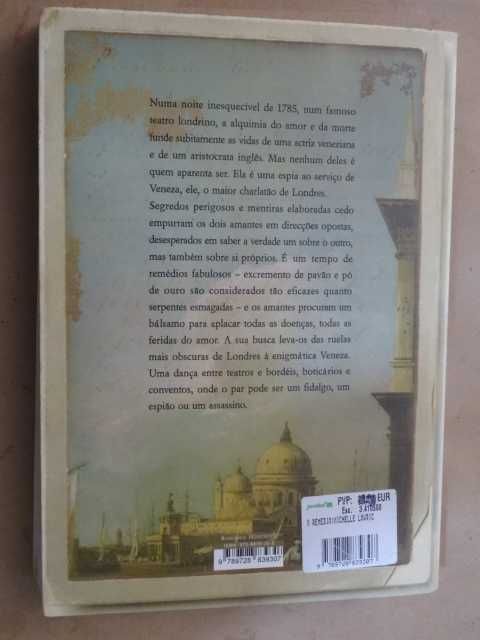 Numa noite inesquecível de 1785, num famoso
teatro londrino, a alquimia do amor e da morte
funde subitamente as vidas de uma actriz veneziana
e de um aristocrata inglês. Mas nenhum deles é
quem aparenta ser. Ela é uma espia ao serviço de
Veneza, ele, o maior charlatão de Londres.
Segredos perigosos e mentiras elaboradas cedo
empurram os dois amantes em direcções opostas,
desesperados em saber a verdade um sobre o outro,
mas também sobre si próprios. É um tempo de
remédios fabulosos – excremento de pavão e pó
de ouro são considerados tão eficazes quanto
serpentes esmagadas – e os amantes procuram um
bálsamo para aplacar todas as doenças, todas as
feridas do amor. A sua busca leva-os das ruelas
mais obscuras de Londres à enigmática Veneza.
Uma dança entre teatros e bordéis, boticários e
conventos, onde o par pode ser um fidalgo, um
espião ou um assassino.
PVP: EUR
9 789728 839307
9 789728 839307